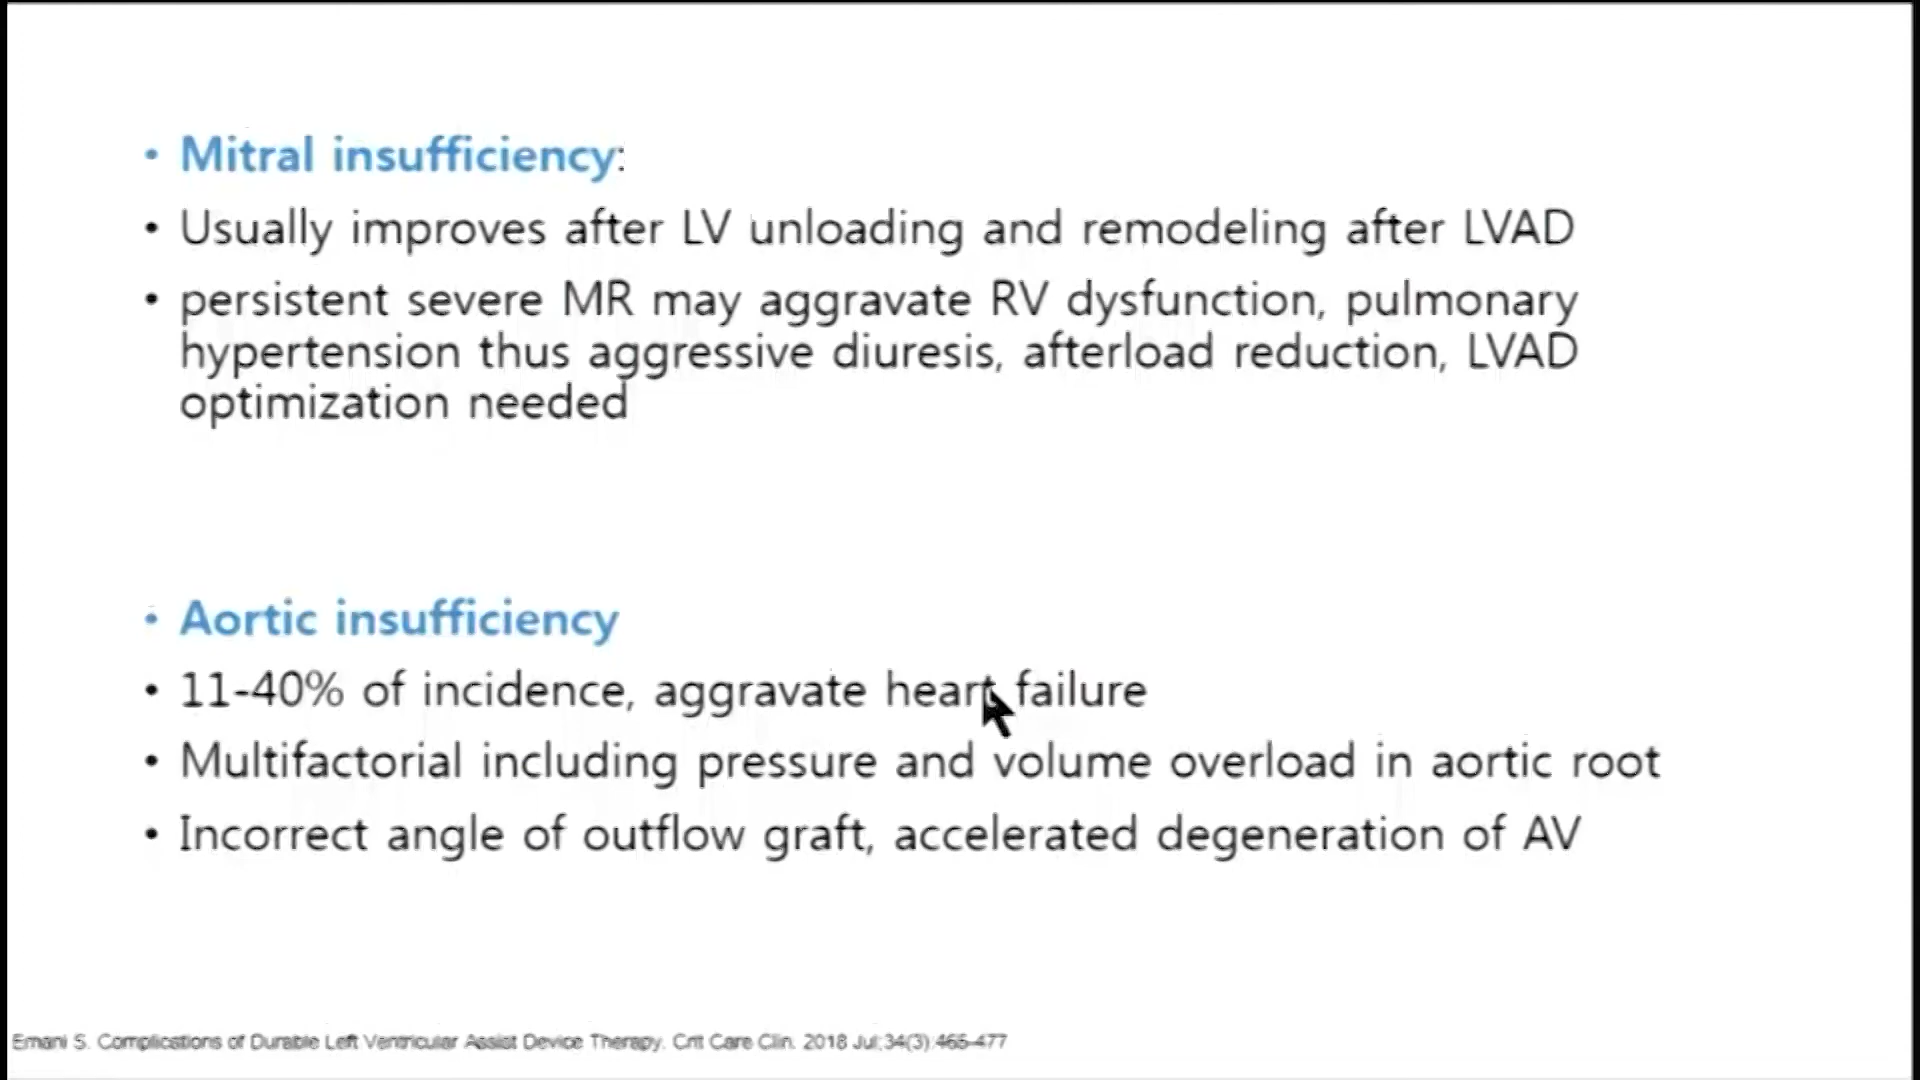 • Mitral insufficiency:
• Usually improves after LV unloading and remodeling after LVAD
• persistent severe MR may aggravate RV dysfunction, pulmonary
hypertension thus aggressive diuresis, afterload reduction, LVAD
optimization needed
• Aortic insufficiency
• 11-40% of incidence, aggravate heart failure
• Multifactorial including pressure and volume overload in aortic root
• Incorrect angle of outflow graft, accelerated degeneration of AV
Emani S. Complications of Durable Left Ventricular Assist Device Therapy. Crit Care Clin. 2018 Jul;34(3):465-477